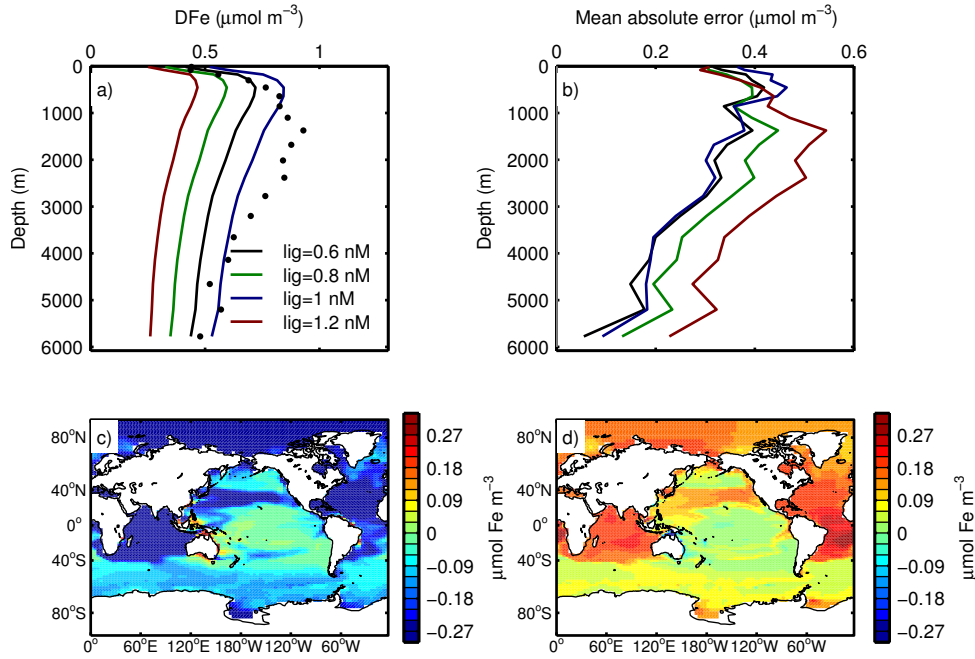 DFe (μmol m⁻³)
0 0.5 1
a)
0
1000
2000
3000
4000
5000
6000
Depth (m)
lig=0.6 nM
lig=0.8 nM
lig=1 nM
lig=1.2 nM
Mean absolute error (μmol m⁻³)
0 0.2 0.4 0.6
b)
0
1000
2000
3000
4000
5000
6000
Depth (m)
c)
80°N
40°N
0°
40°S
80°S
0° 60°E 120°E 180°W 120°W 60°W
0.27
0.18
0.09
0
−0.09
−0.18
−0.27
μmol Fe m⁻³
d)
80°N
40°N
0°
40°S
80°S
0° 60°E 120°E 180°W 120°W 60°W
0.27
0.18
0.09
0
−0.09
−0.18
−0.27
μmol Fe m⁻³